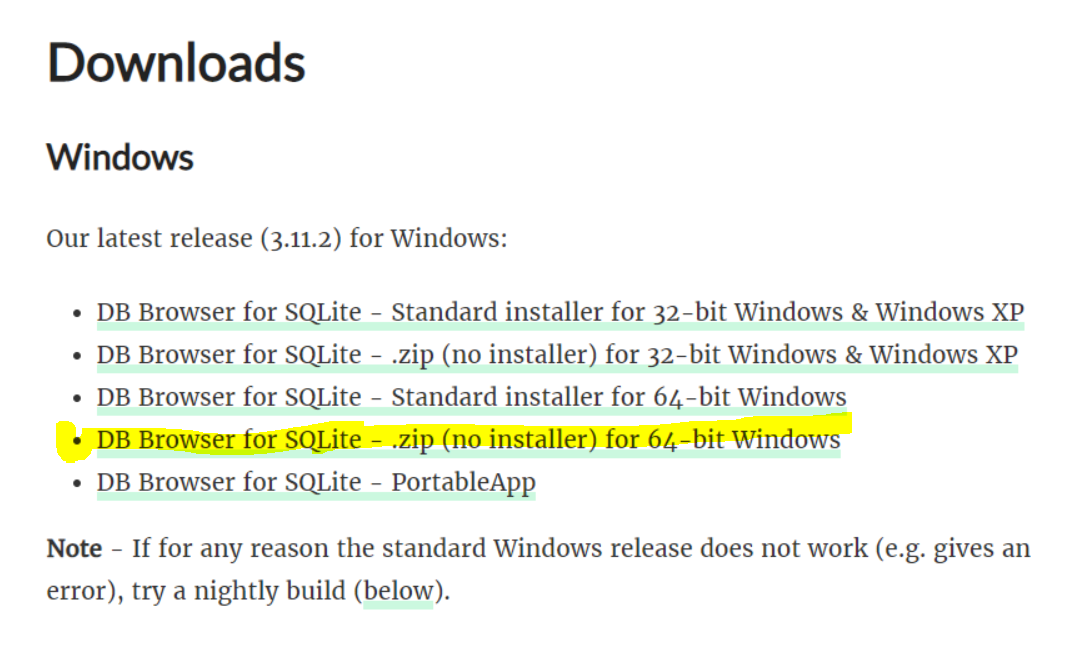 Downloads
Windows
Our latest release (3.11.2) for Windows:
• DB Browser for SQLite - Standard installer for 32-bit Windows & Windows XP
• DB Browser for SQLite - .zip (no installer) for 32-bit Windows & Windows XP
• DB Browser for SQLite - Standard installer for 64-bit Windows
• DB Browser for SQLite - .zip (no installer) for 64-bit Windows
• DB Browser for SQLite - PortableApp
Note - If for any reason the standard Windows release does not work (e.g. gives an
error), try a nightly build (below).